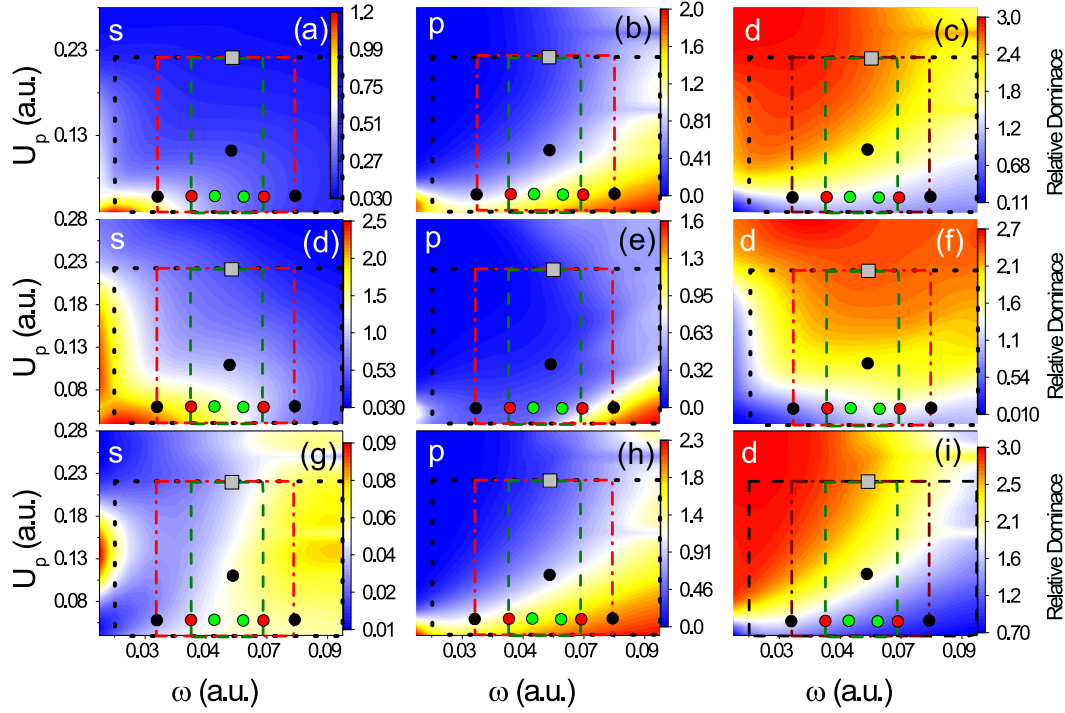 s (a) 1.2 0.99 0.75 0.51 0.27 0.030
p (b) 2.0 1.6 1.2 0.81 0.41 0.0
d (c) 3.0 2.4 1.8 1.2 0.68 0.11
U_p (a.u.) 0.23 0.13 0.28
Relative Dominace
s (d) 2.5 2.0 1.5 1.0 0.53 0.030
p (e) 1.6 1.2 0.95 0.63 0.32 0.0
d (f) 2.7 2.1 1.6 1.0 0.54 0.010
U_p (a.u.) 0.23 0.18 0.13 0.08 0.28
Relative Dominace
s (g) 0.09 0.08 0.06 0.04 0.03 0.01
p (h) 2.3 1.8 1.4 0.91 0.46 0.0
d (i) 3.0 2.5 2.1 1.6 1.2 0.70
U_p (a.u.) 0.23 0.18 0.13 0.08
Relative Dominace
0.03 0.04 0.07 0.09
0.03 0.04 0.07 0.09
0.03 0.04 0.07 0.09
ω (a.u.)
ω (a.u.)
ω (a.u.)